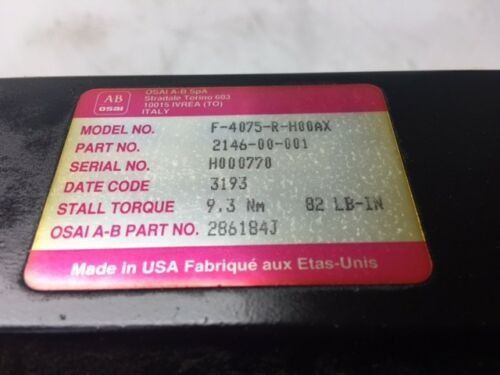 AB
osai
OSAI A-B SpA
Stradale Torino 603
10015 IVREA (TO)
ITALY
MODEL NO. F-4075-R-H00AX
PART NO. 2146-00-001
SERIAL NO. H000770
DATE CODE 3193
STALL TORQUE 9.3 Nm 82 LB-IN
OSAI A-B PART NO. 286184J
Made in USA Fabriqué aux Etas-Unis